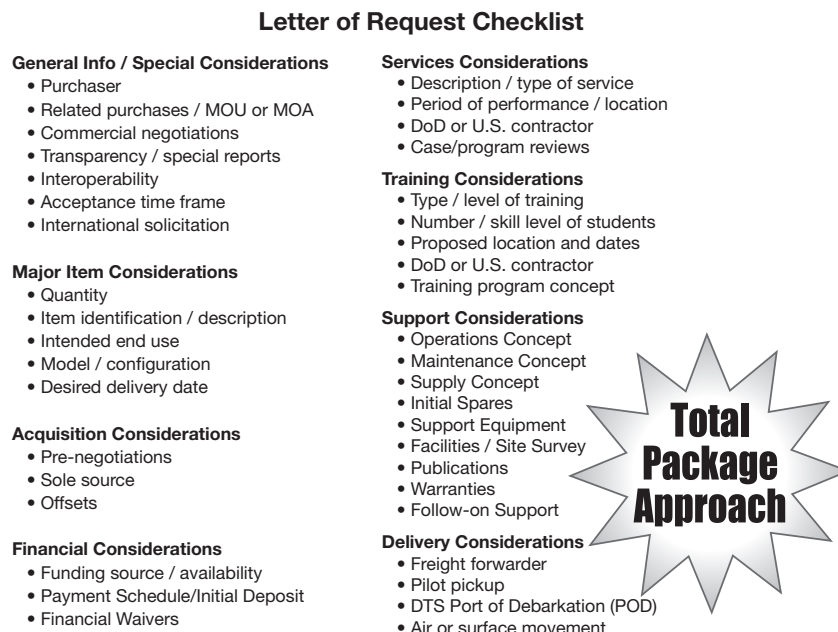 Letter of Request Checklist
General Info / Special Considerations
• Purchaser
• Related purchases / MOU or MOA
• Commercial negotiations
• Transparency / special reports
• Interoperability
• Acceptance time frame
• International solicitation
Major Item Considerations
• Quantity
• Item identification / description
• Intended end use
• Model / configuration
• Desired delivery date
Acquisition Considerations
• Pre-negotiations
• Sole source
• Offsets
Financial Considerations
• Funding source / availability
• Payment Schedule/Initial Deposit
• Financial Waivers
Services Considerations
• Description / type of service
• Period of performance / location
• DoD or U.S. contractor
• Case/program reviews
Training Considerations
• Type / level of training
• Number / skill level of students
• Proposed location and dates
• DoD or U.S. contractor
• Training program concept
Support Considerations
• Operations Concept
• Maintenance Concept
• Supply Concept
• Initial Spares
• Support Equipment
• Facilities / Site Survey
• Publications
• Warranties
• Follow-on Support
Delivery Considerations
• Freight forwarder
• Pilot pickup
• DTS Port of Debarkation (POD)
• Air or surface movement
Total
Package
Approach